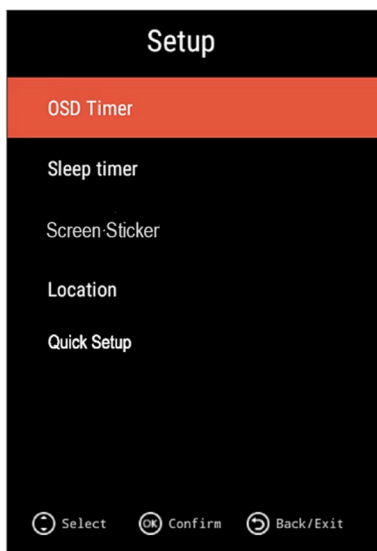 Setup
OSD Timer
Sleep timer
Screen·Sticker
Location
Quick Setup
Select OK Confirm Back/Exit